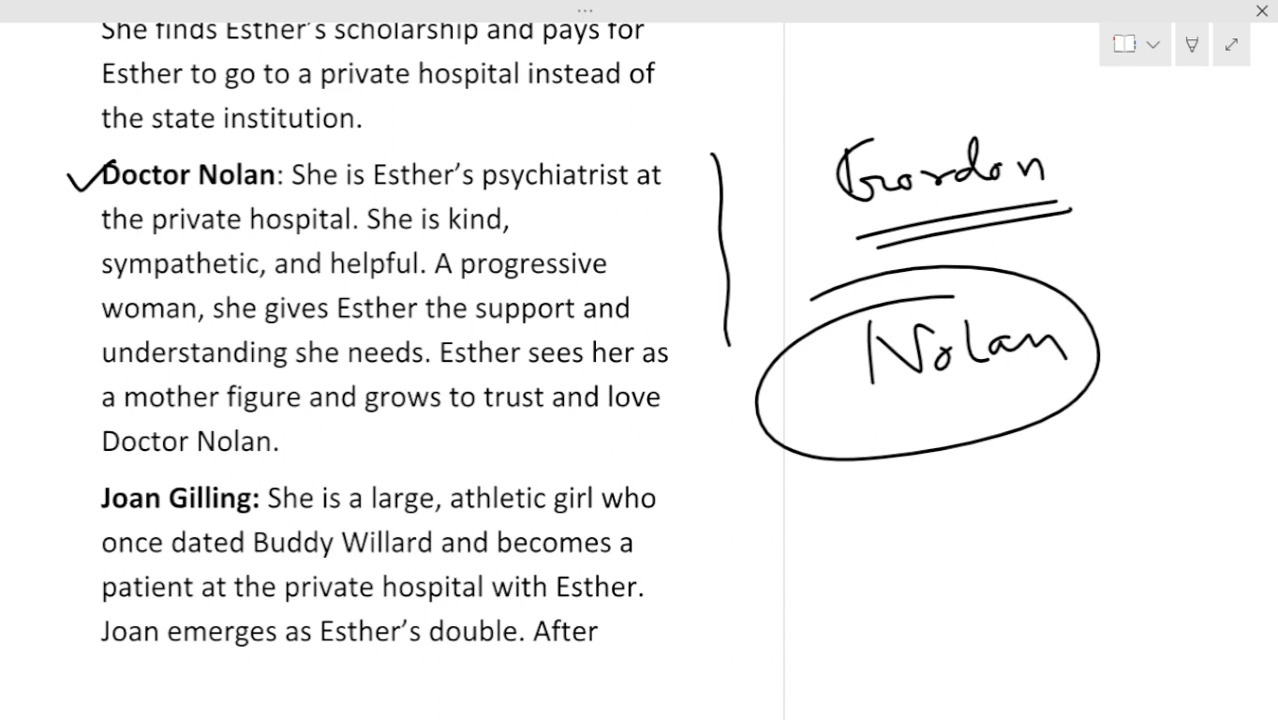 She finds Esther's scholarship and pays for
Esther to go to a private hospital instead of
the state institution.
Doctor Nolan: She is Esther's psychiatrist at
the private hospital. She is kind,
sympathetic, and helpful. A progressive
woman, she gives Esther the support and
understanding she needs. Esther sees her as
a mother figure and grows to trust and love
Doctor Nolan.
Joan Gilling: She is a large, athletic girl who
once dated Buddy Willard and becomes a
patient at the private hospital with Esther.
Joan emerges as Esther's double. After
Gordon
Nolan